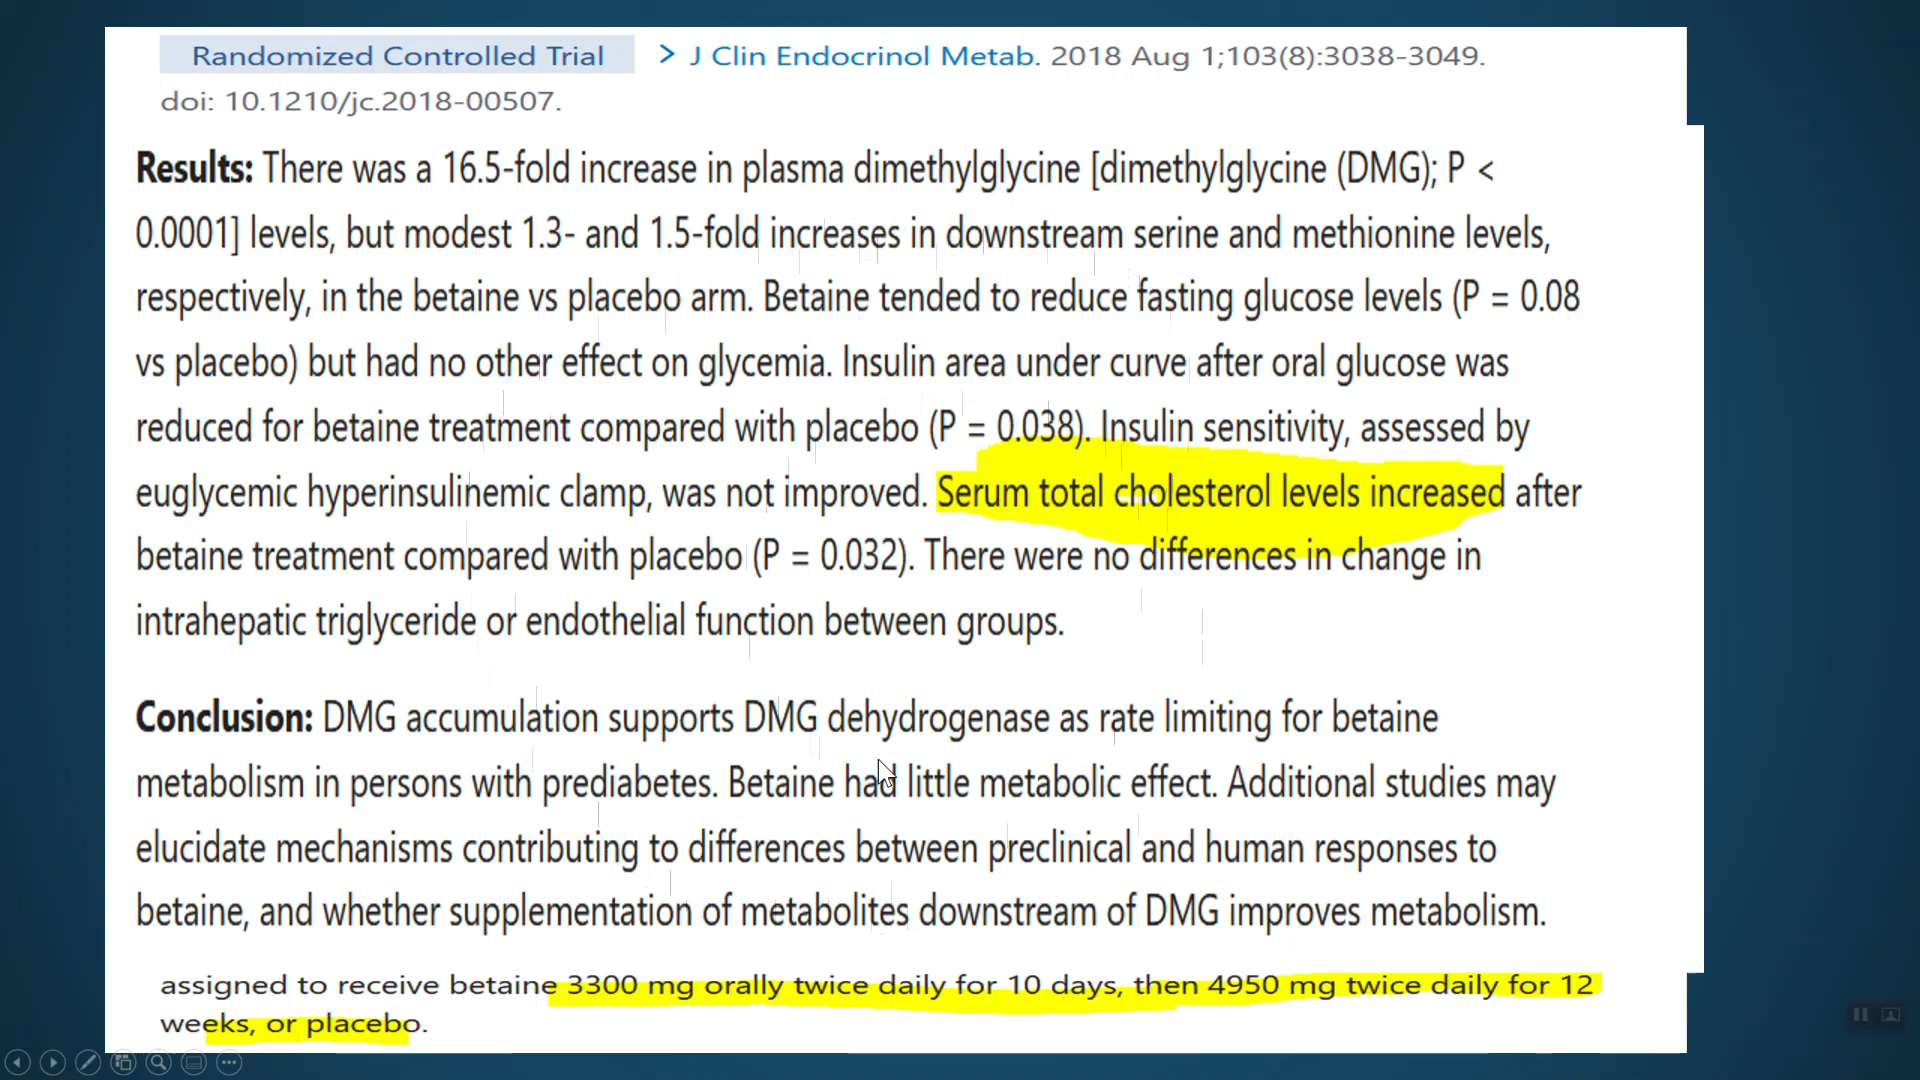 Randomized Controlled Trial > J Clin Endocrinol Metab. 2018 Aug 1;103(8):3038-3049.
doi: 10.1210/jc.2018-00507.
Results: There was a 16.5-fold increase in plasma dimethylglycine [dimethylglycine (DMG); P <
0.0001] levels, but modest 1.3- and 1.5-fold increases in downstream serine and methionine levels,
respectively, in the betaine vs placebo arm. Betaine tended to reduce fasting glucose levels (P = 0.08
vs placebo) but had no other effect on glycemia. Insulin area under curve after oral glucose was
reduced for betaine treatment compared with placebo (P = 0.038). Insulin sensitivity, assessed by
euglycemic hyperinsulinemic clamp, was not improved. Serum total cholesterol levels increased after
betaine treatment compared with placebo (P = 0.032). There were no differences in change in
intrahepatic triglyceride or endothelial function between groups.
Conclusion: DMG accumulation supports DMG dehydrogenase as rate limiting for betaine
metabolism in persons with prediabetes. Betaine had little metabolic effect. Additional studies may
elucidate mechanisms contributing to differences between preclinical and human responses to
betaine, and whether supplementation of metabolites downstream of DMG improves metabolism.
assigned to receive betaine 3300 mg orally twice daily for 10 days, then 4950 mg twice daily for 12
weeks, or placebo.